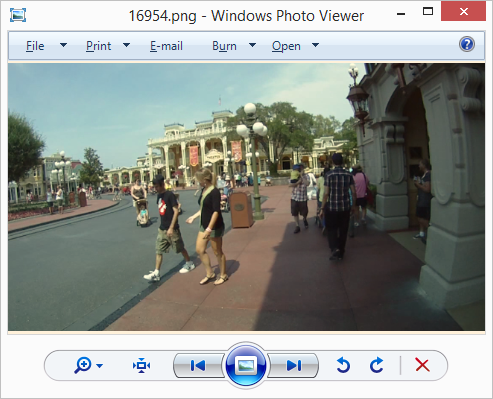 16954.png - Windows Photo Viewer
File Print E-mail Burn Open